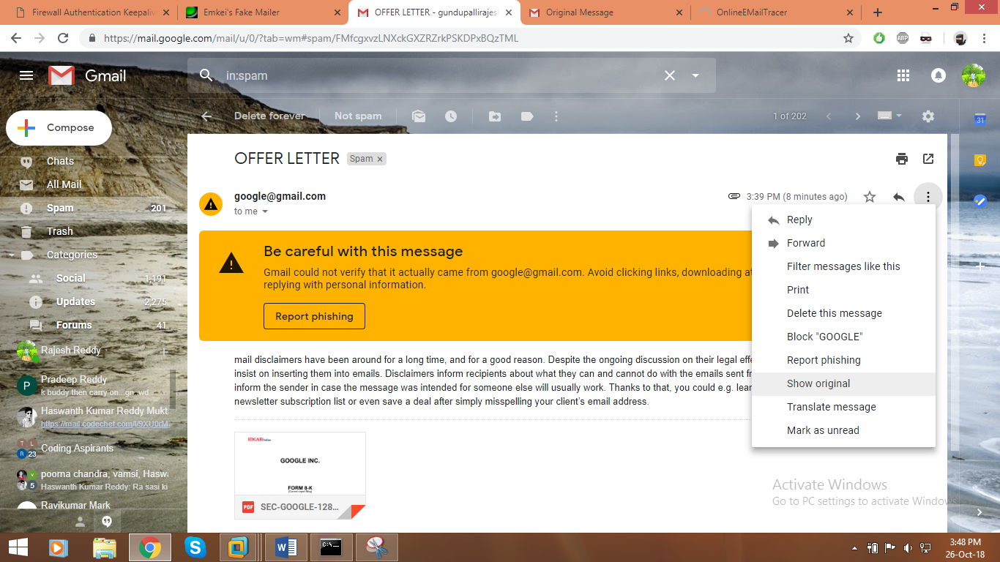 Firewall Authentication Keepaliv
Emkei's Fake Mailer
OFFER LETTER - gundupallirajesh
Original Message
OnlineEMailTracer
https://mail.google.com/mail/u/0/?tab=wm#spam/FMfcgxvzLNXckGXZRZrkPSKDPxBQzTML
ABP
Gmail
in:spam
Compose
Delete forever
Not spam
1 of 202
31
Chats
All Mail
Spam 201
Trash
Categories
Social 1,191
Updates 2,275
Forums 41
Rajesh Reddy
P
Pradeep Reddy
k buddy then carry on...gn..wd
Haswanth Kumar Reddy Mukt
https://mail.codechef.com/l/9XU0tM
T L
R 23
Coding Aspirants
v
5
poorna chandra, vamsi, Hasw
Haswanth Kumar Reddy: Ra sasi ki
Ravikumar Mark
OFFER LETTER
Spam x
google@gmail.com
3:39 PM (8 minutes ago)
to me
Be careful with this message
Gmail could not verify that it actually came from google@gmail.com. Avoid clicking links, downloading at
replying with personal information.
Report phishing
mail disclaimers have been around for a long time, and for a good reason. Despite the ongoing discussion on their legal effe
insist on inserting them into emails. Disclaimers inform recipients about what they can and cannot do with the emails sent fr
inform the sender in case the message was intended for someone else will usually work. Thanks to that, you could e.g. lear
newsletter subscription list or even save a deal after simply misspelling your client's email address.
EDGAROnline
GOOGLE INC.
FORM 8-K
(Current report filing)
PDF
SEC-GOOGLE-128...
Reply
Forward
Filter messages like this
Print
Delete this message
Block "GOOGLE"
Report phishing
Show original
Translate message
Mark as unread
Activate Windows
Go to PC settings to activate Windows
C:\
3:48 PM
26-Oct-18